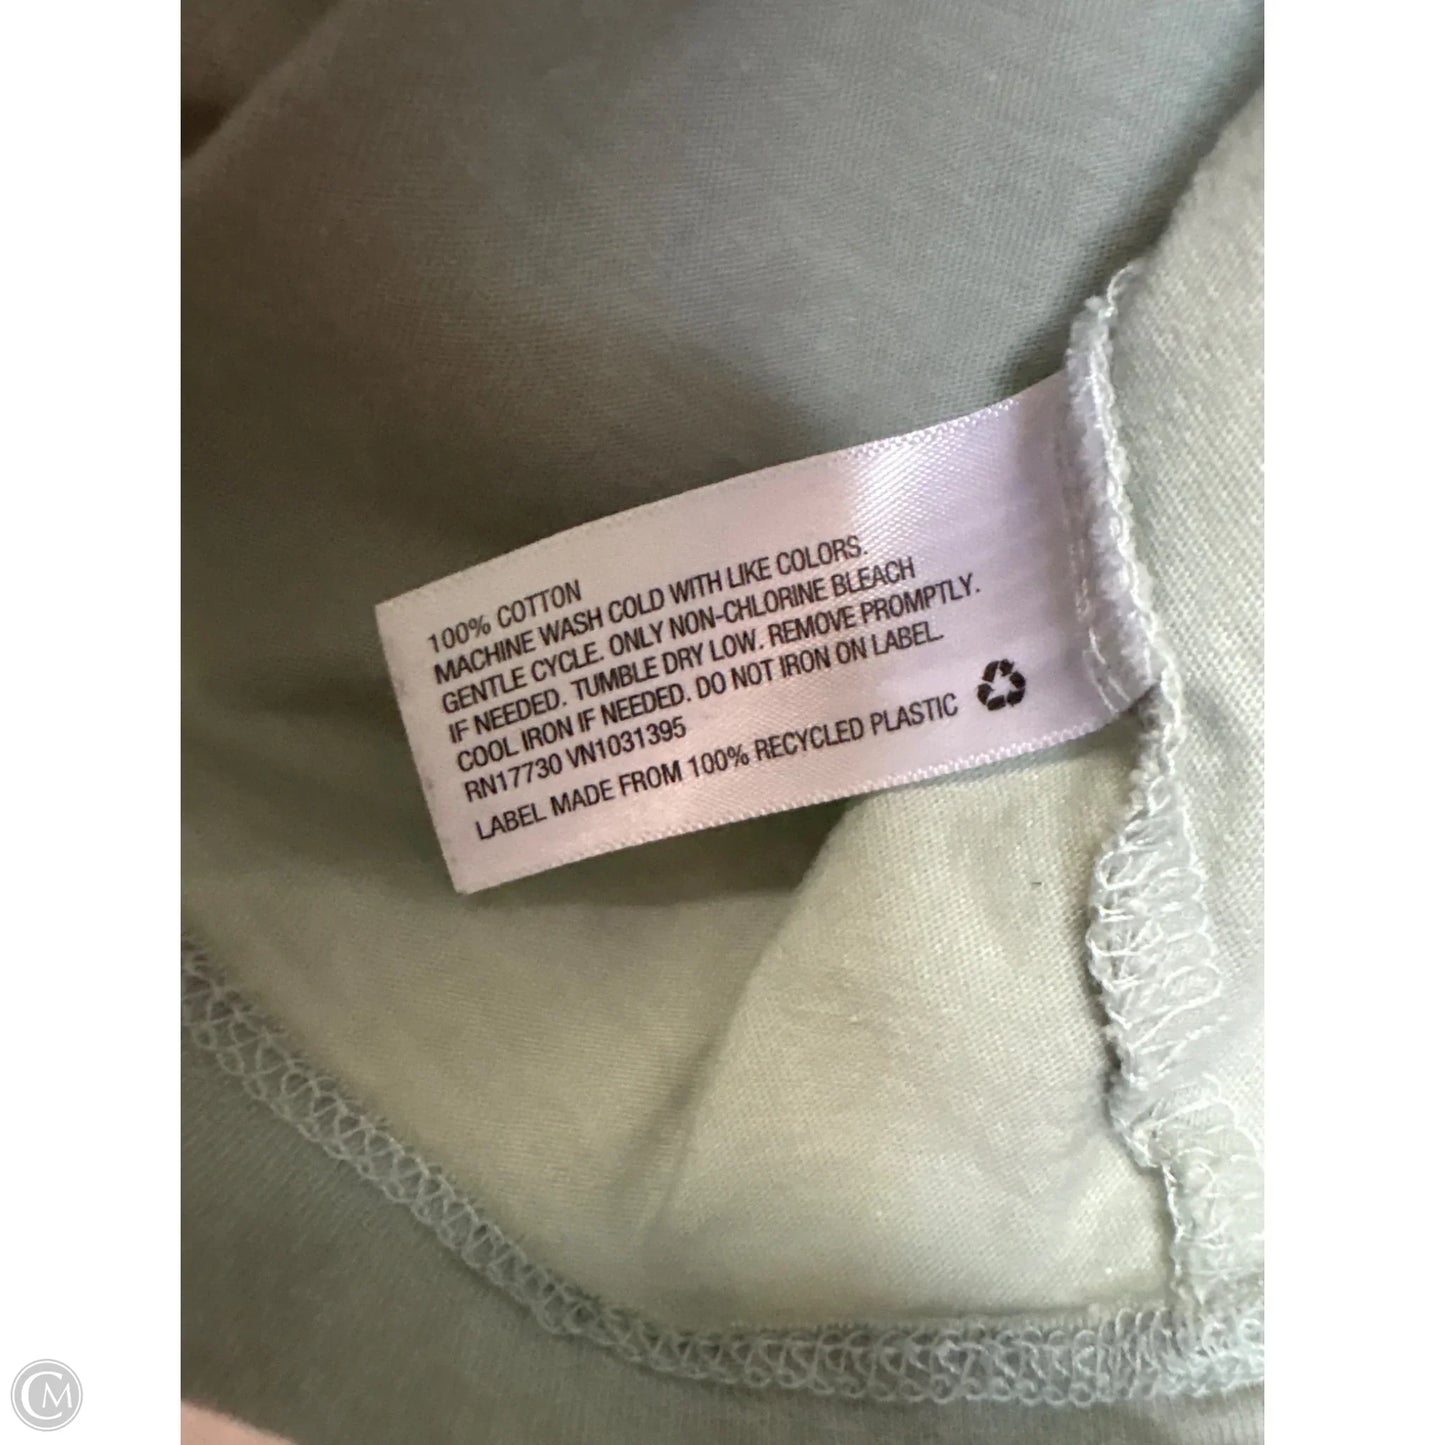 100% COTTON
MACHINE WASH COLD WITH LIKE COLORS.
GENTLE CYCLE. ONLY NON-CHLORINE BLEACH
IF NEEDED. TUMBLE DRY LOW. REMOVE PROMPTLY.
COOL IRON IF NEEDED. DO NOT IRON ON LABEL.
RN17730 VN1031395
LABEL MADE FROM 100% RECYCLED PLASTIC
CM